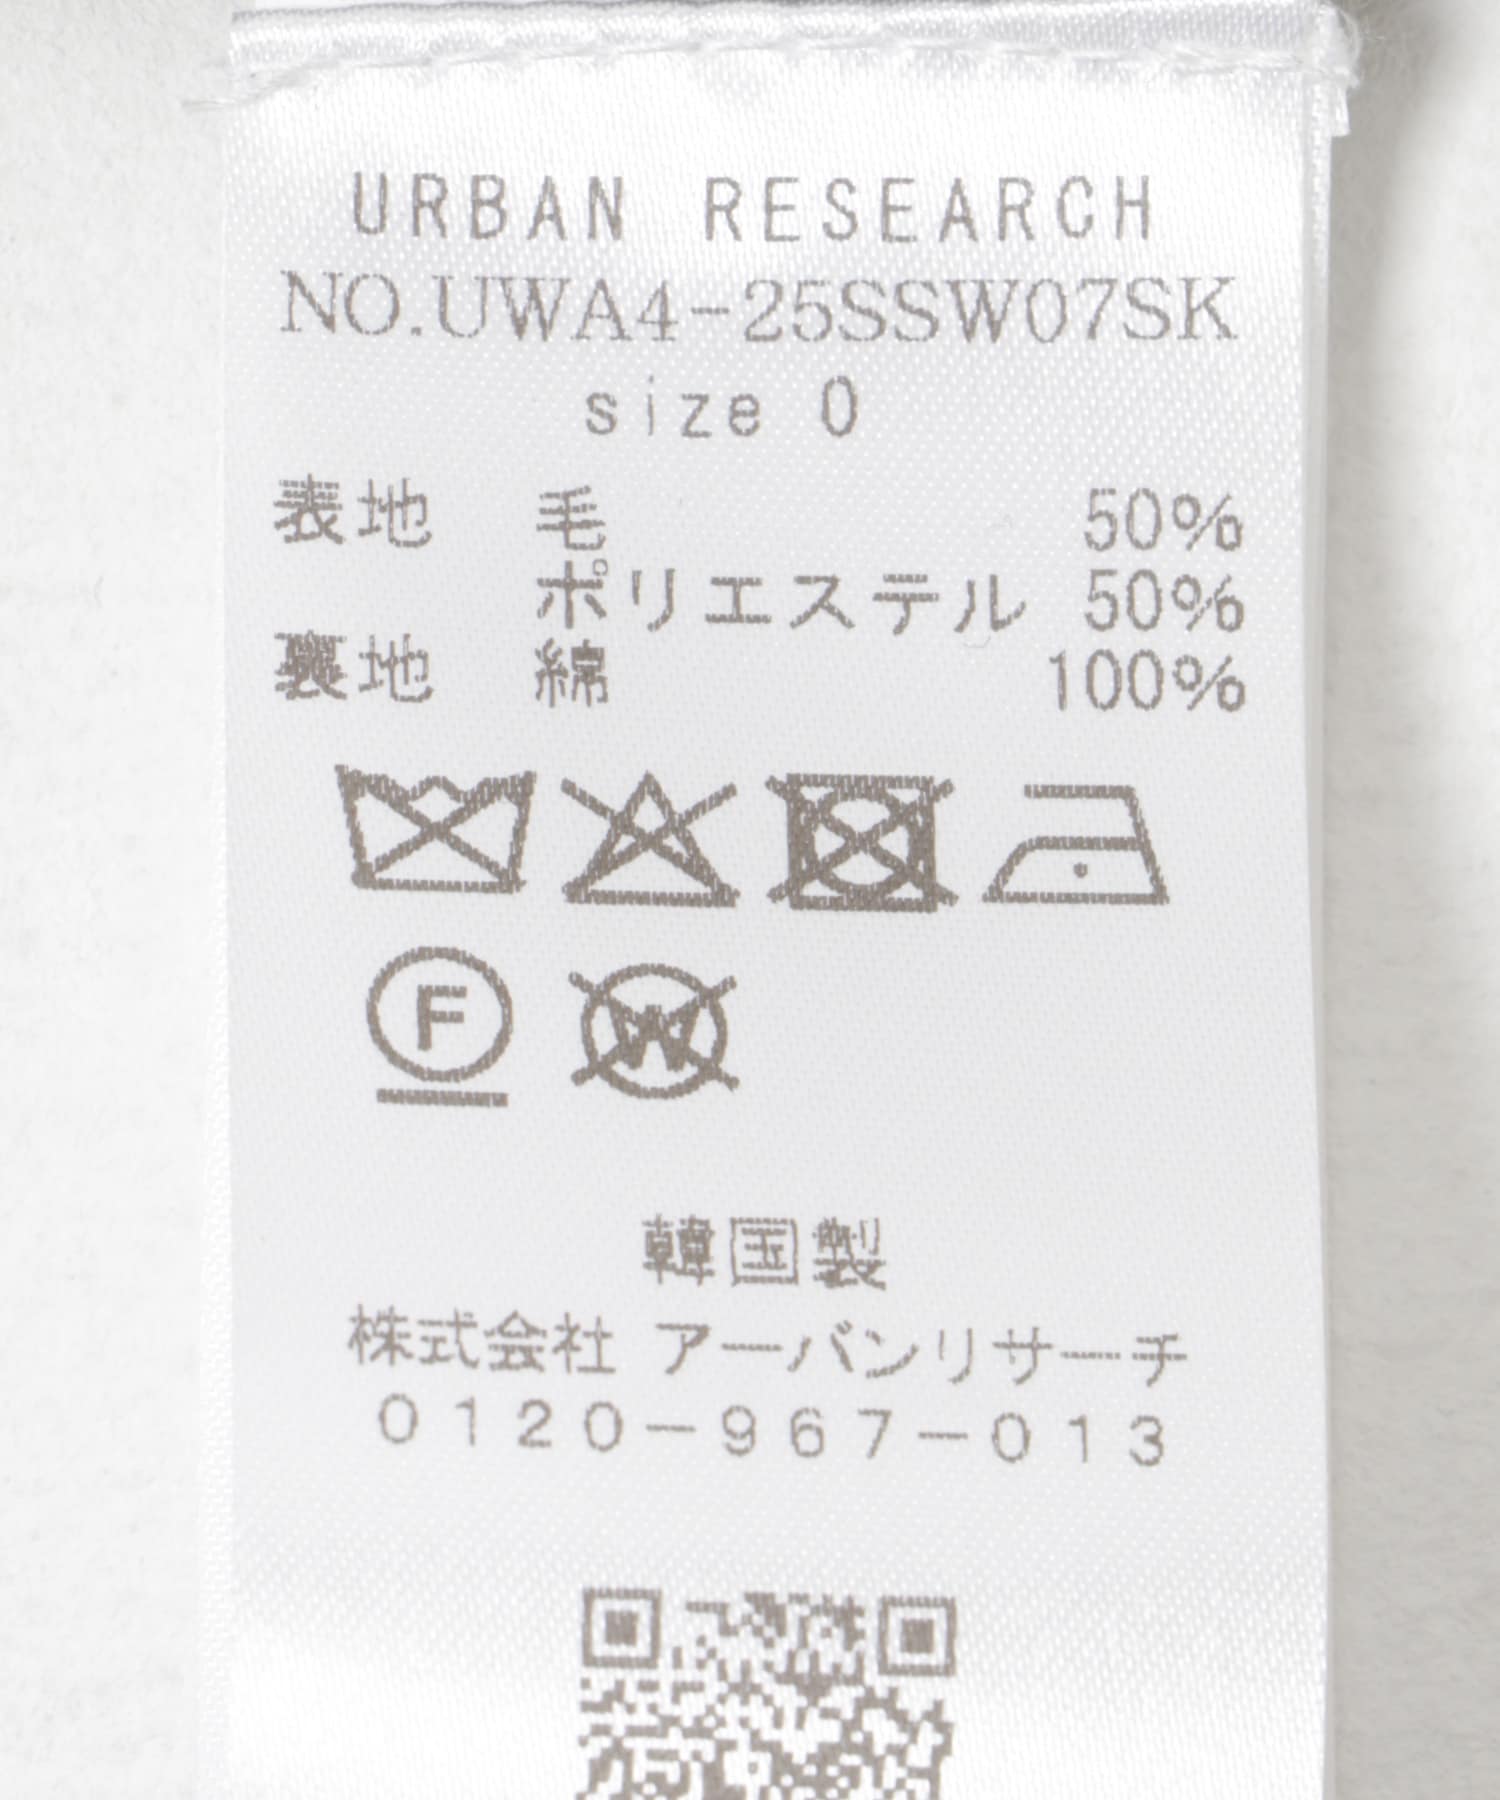 URBAN RESEARCH
NO.UWA4-25SSW07SK
size 0
表地 毛 50%
ポリエステル 50%
裏地 綿 100%
F
W
韓国製
株式会社 アーバンリサーチ
0120-967-013